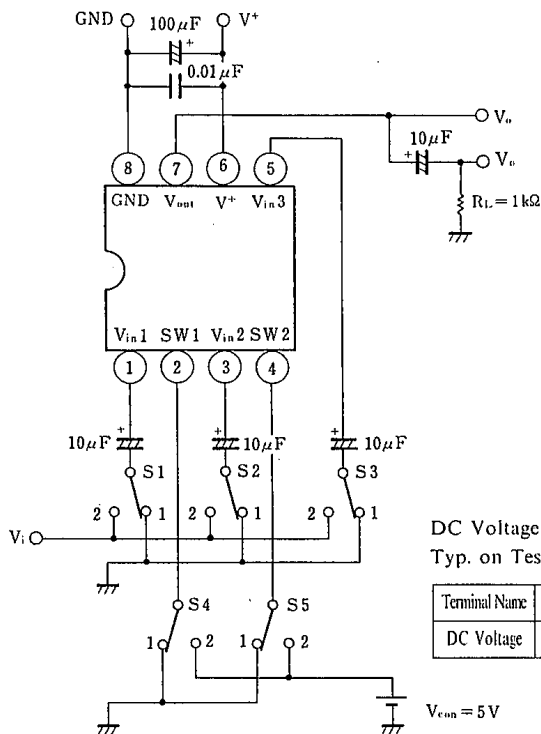 GND
V+
100μF
+
0.01μF
10μF
+
Vo
Vo
RL=1kΩ
8
7
6
5
GND
Vout
V+
Vin3
Vin1
SW1
Vin2
SW2
1
2
3
4
+
10μF
+
10μF
+
10μF
S1
S2
S3
Vi
2
1
2
1
2
1
DC Voltage
Typ. on Tes
Terminal Name
DC Voltage
S4
S5
1
2
1
2
Vcon=5V